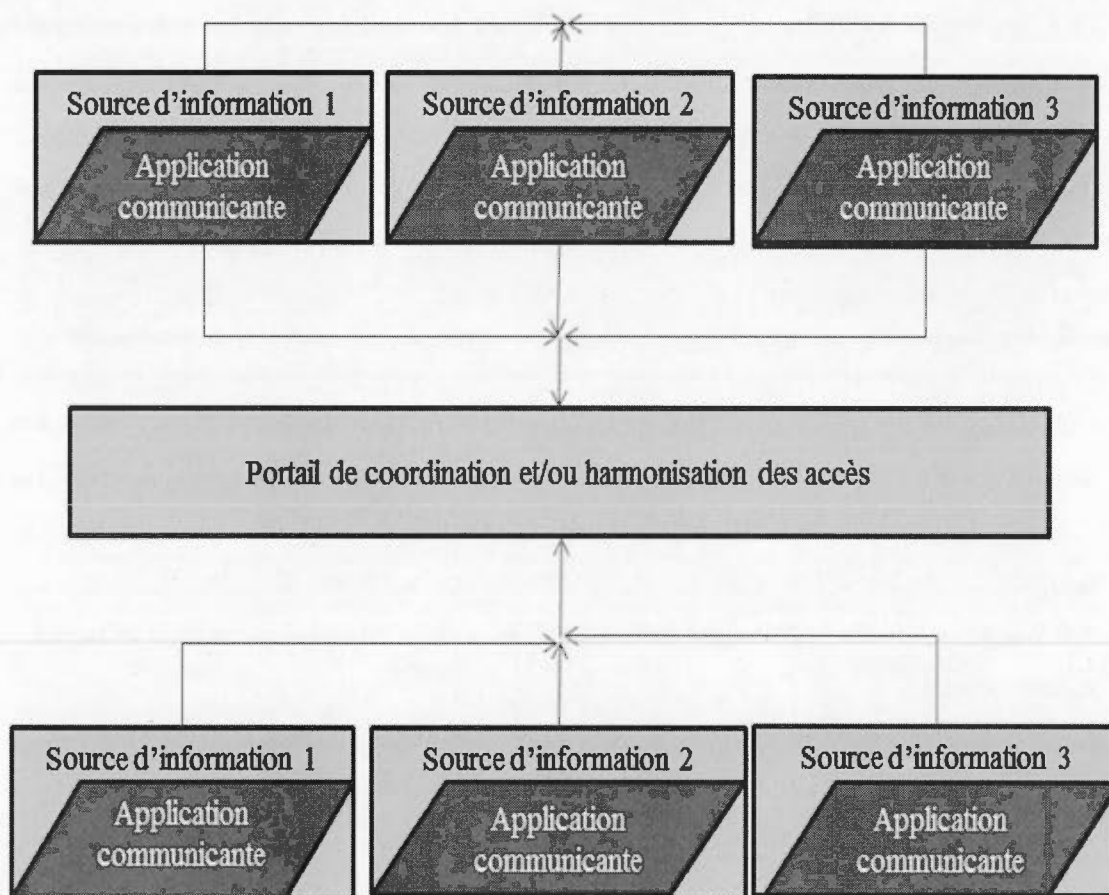 Source d'information 1
Application
communicante
Source d'information 2
Application
communicante
Source d'information 3
Application
communicante
Portail de coordination et/ou harmonisation des accès
Source d'information 1
Application
communicante
Source d'information 2
Application
communicante
Source d'information 3
Application
communicante